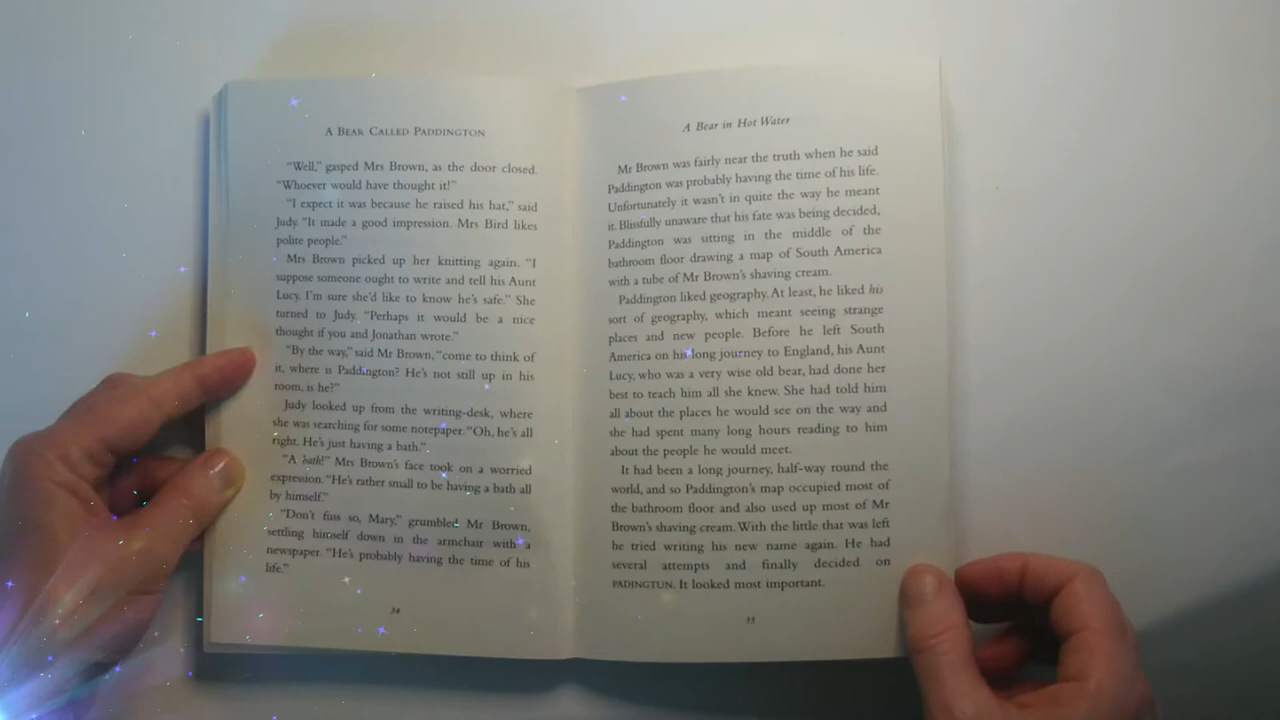 A BEAR CALLED PADDINGTON
"Well," gasped Mrs Brown, as the door closed.
"Whoever would have thought it!"
"I expect it was because he raised his hat," said
Judy. "It made a good impression. Mrs Bird likes
polite people."
Mrs Brown picked up her knitting again. "I
suppose someone ought to write and tell his Aunt
Lucy. I'm sure she'd like to know he's safe." She
turned to Judy. "Perhaps it would be a nice
thought if you and Jonathan wrote."
"By the way," said Mr Brown, "come to think of
it, where is Paddington? He's not still up in his
room, is he?"
Judy looked up from the writing-desk, where
she was searching for some notepaper. "Oh, he's all
right. He's just having a bath."
"A bath!" Mrs Brown's face took on a worried
expression. "He's rather small to be having a bath all
by himself."
"Don't fuss so, Mary," grumbled Mr Brown,
settling himself down in the armchair with a
newspaper. "He's probably having the time of his
life."
34
A Bear in Hot Water
Mr Brown was fairly near the truth when he said
Paddington was probably having the time of his life.
Unfortunately it wasn't in quite the way he meant
it. Blissfully unaware that his fate was being decided,
Paddington was sitting in the middle of the
bathroom floor drawing a map of South America
with a tube of Mr Brown's shaving cream.
Paddington liked geography. At least, he liked his
sort of geography, which meant seeing strange
places and new people. Before he left South
America on his long journey to England, his Aunt
Lucy, who was a very wise old bear, had done her
best to teach him all she knew. She had told him
all about the places he would see on the way and
she had spent many long hours reading to him
about the people he would meet.
It had been a long journey, half-way round the
world, and so Paddington's map occupied most of
the bathroom floor and also used up most of Mr
Brown's shaving cream. With the little that was left
he tried writing his new name again. He had
several attempts and finally decided on
PADINGTUN. It looked most important.
35